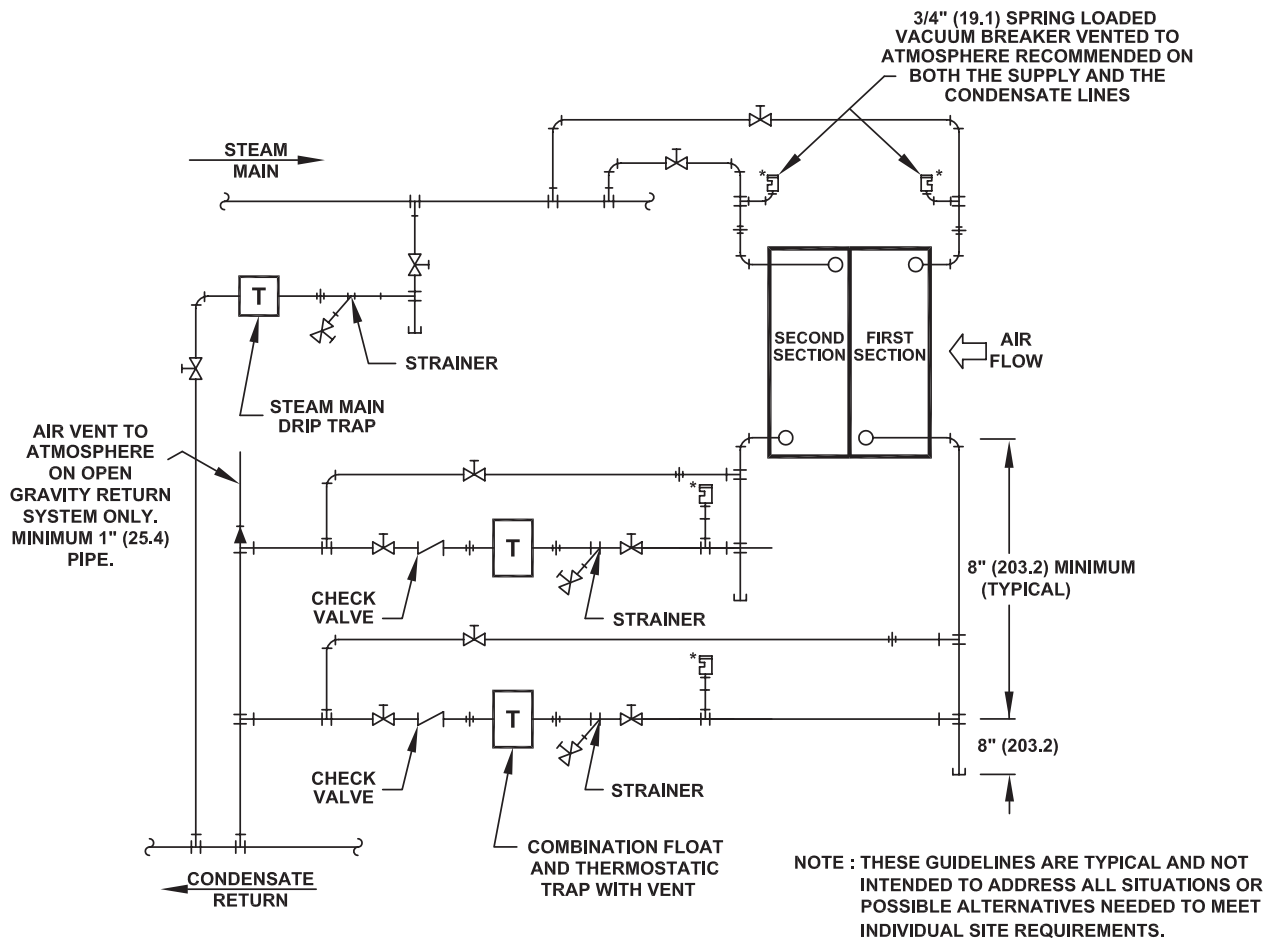 3/4" (19.1) SPRING LOADED
VACUUM BREAKER VENTED TO
ATMOSPHERE RECOMMENDED ON
BOTH THE SUPPLY AND THE
CONDENSATE LINES
STEAM
MAIN
*
*
T
STRAINER
STEAM MAIN
DRIP TRAP
SECOND
SECTION
FIRST
SECTION
AIR
FLOW
AIR VENT TO
ATMOSPHERE
ON OPEN
GRAVITY RETURN
SYSTEM ONLY.
MINIMUM 1" (25.4)
PIPE.
*
T
CHECK
VALVE
STRAINER
8" (203.2) MINIMUM
(TYPICAL)
*
T
CHECK
VALVE
STRAINER
8" (203.2)
COMBINATION FLOAT
AND THERMOSTATIC
TRAP WITH VENT
CONDENSATE
RETURN
NOTE : THESE GUIDELINES ARE TYPICAL AND NOT
INTENDED TO ADDRESS ALL SITUATIONS OR
POSSIBLE ALTERNATIVES NEEDED TO MEET
INDIVIDUAL SITE REQUIREMENTS.